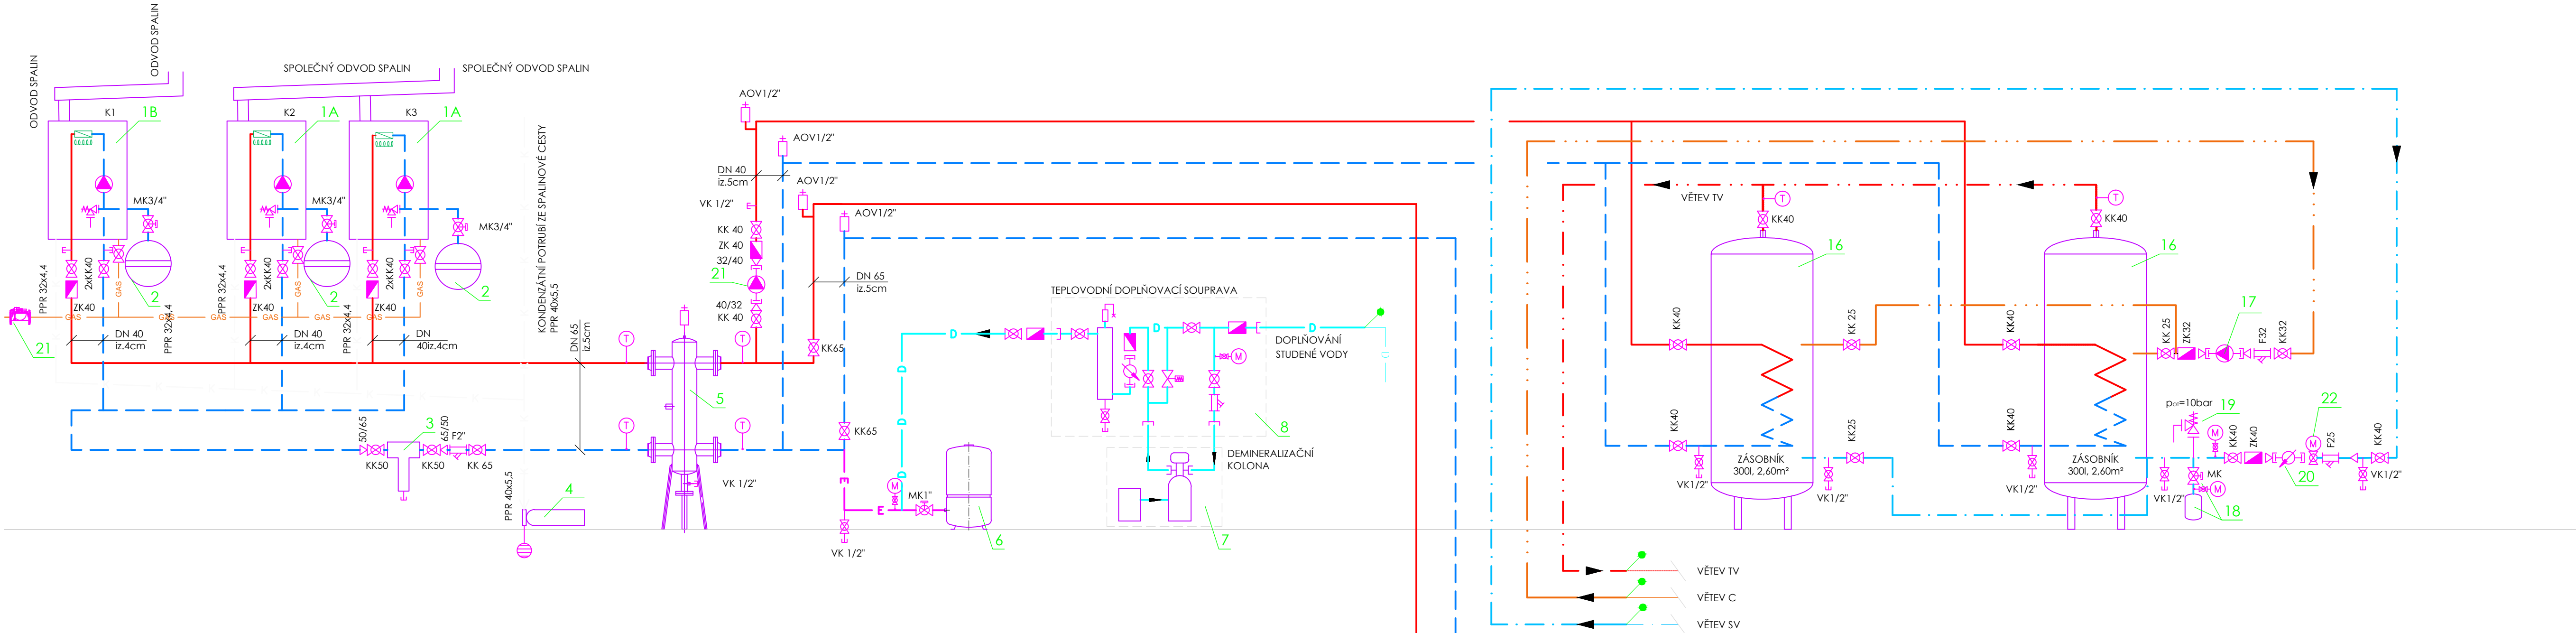 ODVOD SPALIN
ODVOD SPALIN
SPOLEČNÝ ODVOD SPALIN
SPOLEČNÝ ODVOD SPALIN
K1
1B
K2
1A
K3
1A
MK3/4"
MK3/4"
MK3/4"
PPR 32x4,4
2xKK40
ZK40
GAS
2
PPR 32x4,4
PPR 32x4,4
2xKK40
ZK40
GAS
2
PPR 32x4,4
2xKK40
ZK40
GAS
2
GAS
GAS
GAS
GAS
GAS
GAS
21
DN 40
iz.4cm
DN 40
iz.4cm
DN
40iz.4cm
KONDENZÁTNÍ POTRUBÍ ZE SPALINOVÉ CESTY
PPR 40x5,5
50/65
KK50
3
KK50
65/50
F2"
KK 65
PPR 40x5,5
4
DN 65
iz.5cm
T
T
T
T
5
VK 1/2"
AOV1/2"
AOV1/2"
DN 40
iz.5cm
AOV1/2"
VK 1/2"
AOV1/2"
KK 40
ZK 40
32/40
21
40/32
KK 40
DN 65
iz.5cm
KK65
KK65
E
E
D
D
D
M
MK1"
VK 1/2"
6
TEPLOVODNÍ DOPLŇOVACÍ SOUPRAVA
D
D
M
DOPLŇOVÁNÍ
STUDENÉ VODY
8
DEMINERALIZAČNÍ
KOLONA
7
VĚTEV TV
T
KK40
16
KK40
KK 25
KK40
KK25
ZÁSOBNÍK
300l, 2,60m²
VK1/2"
VK1/2"
T
KK40
16
KK40
KK 25
ZK32
17
F32
KK32
KK40
ZÁSOBNÍK
300l, 2,60m²
VK1/2"
VK1/2"
pot=10bar
19
M
KK40
ZK40
22
M
F25
KK40
MK
M
20
VK1/2"
18
VĚTEV TV
VĚTEV C
VĚTEV SV